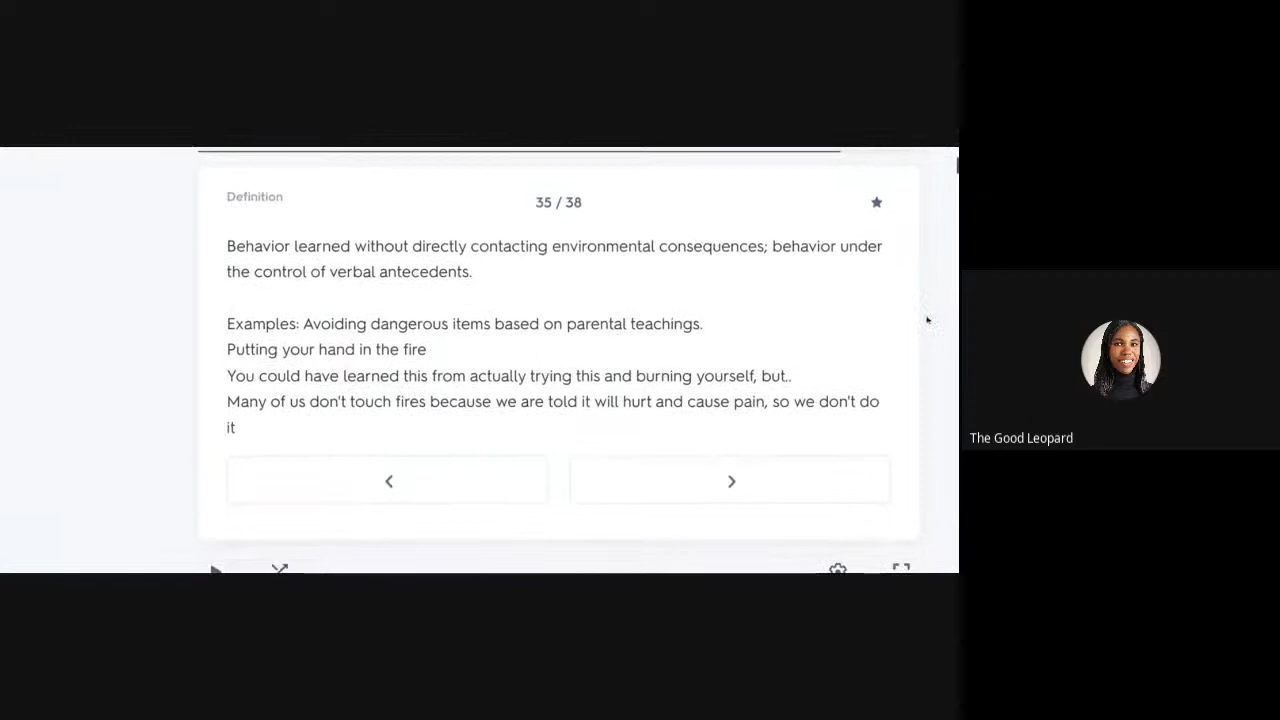 Definition
35 / 38
Behavior learned without directly contacting environmental consequences; behavior under
the control of verbal antecedents.
Examples: Avoiding dangerous items based on parental teachings.
Putting your hand in the fire
You could have learned this from actually trying this and burning yourself, but..
Many of us don't touch fires because we are told it will hurt and cause pain, so we don't do
it
The Good Leopard